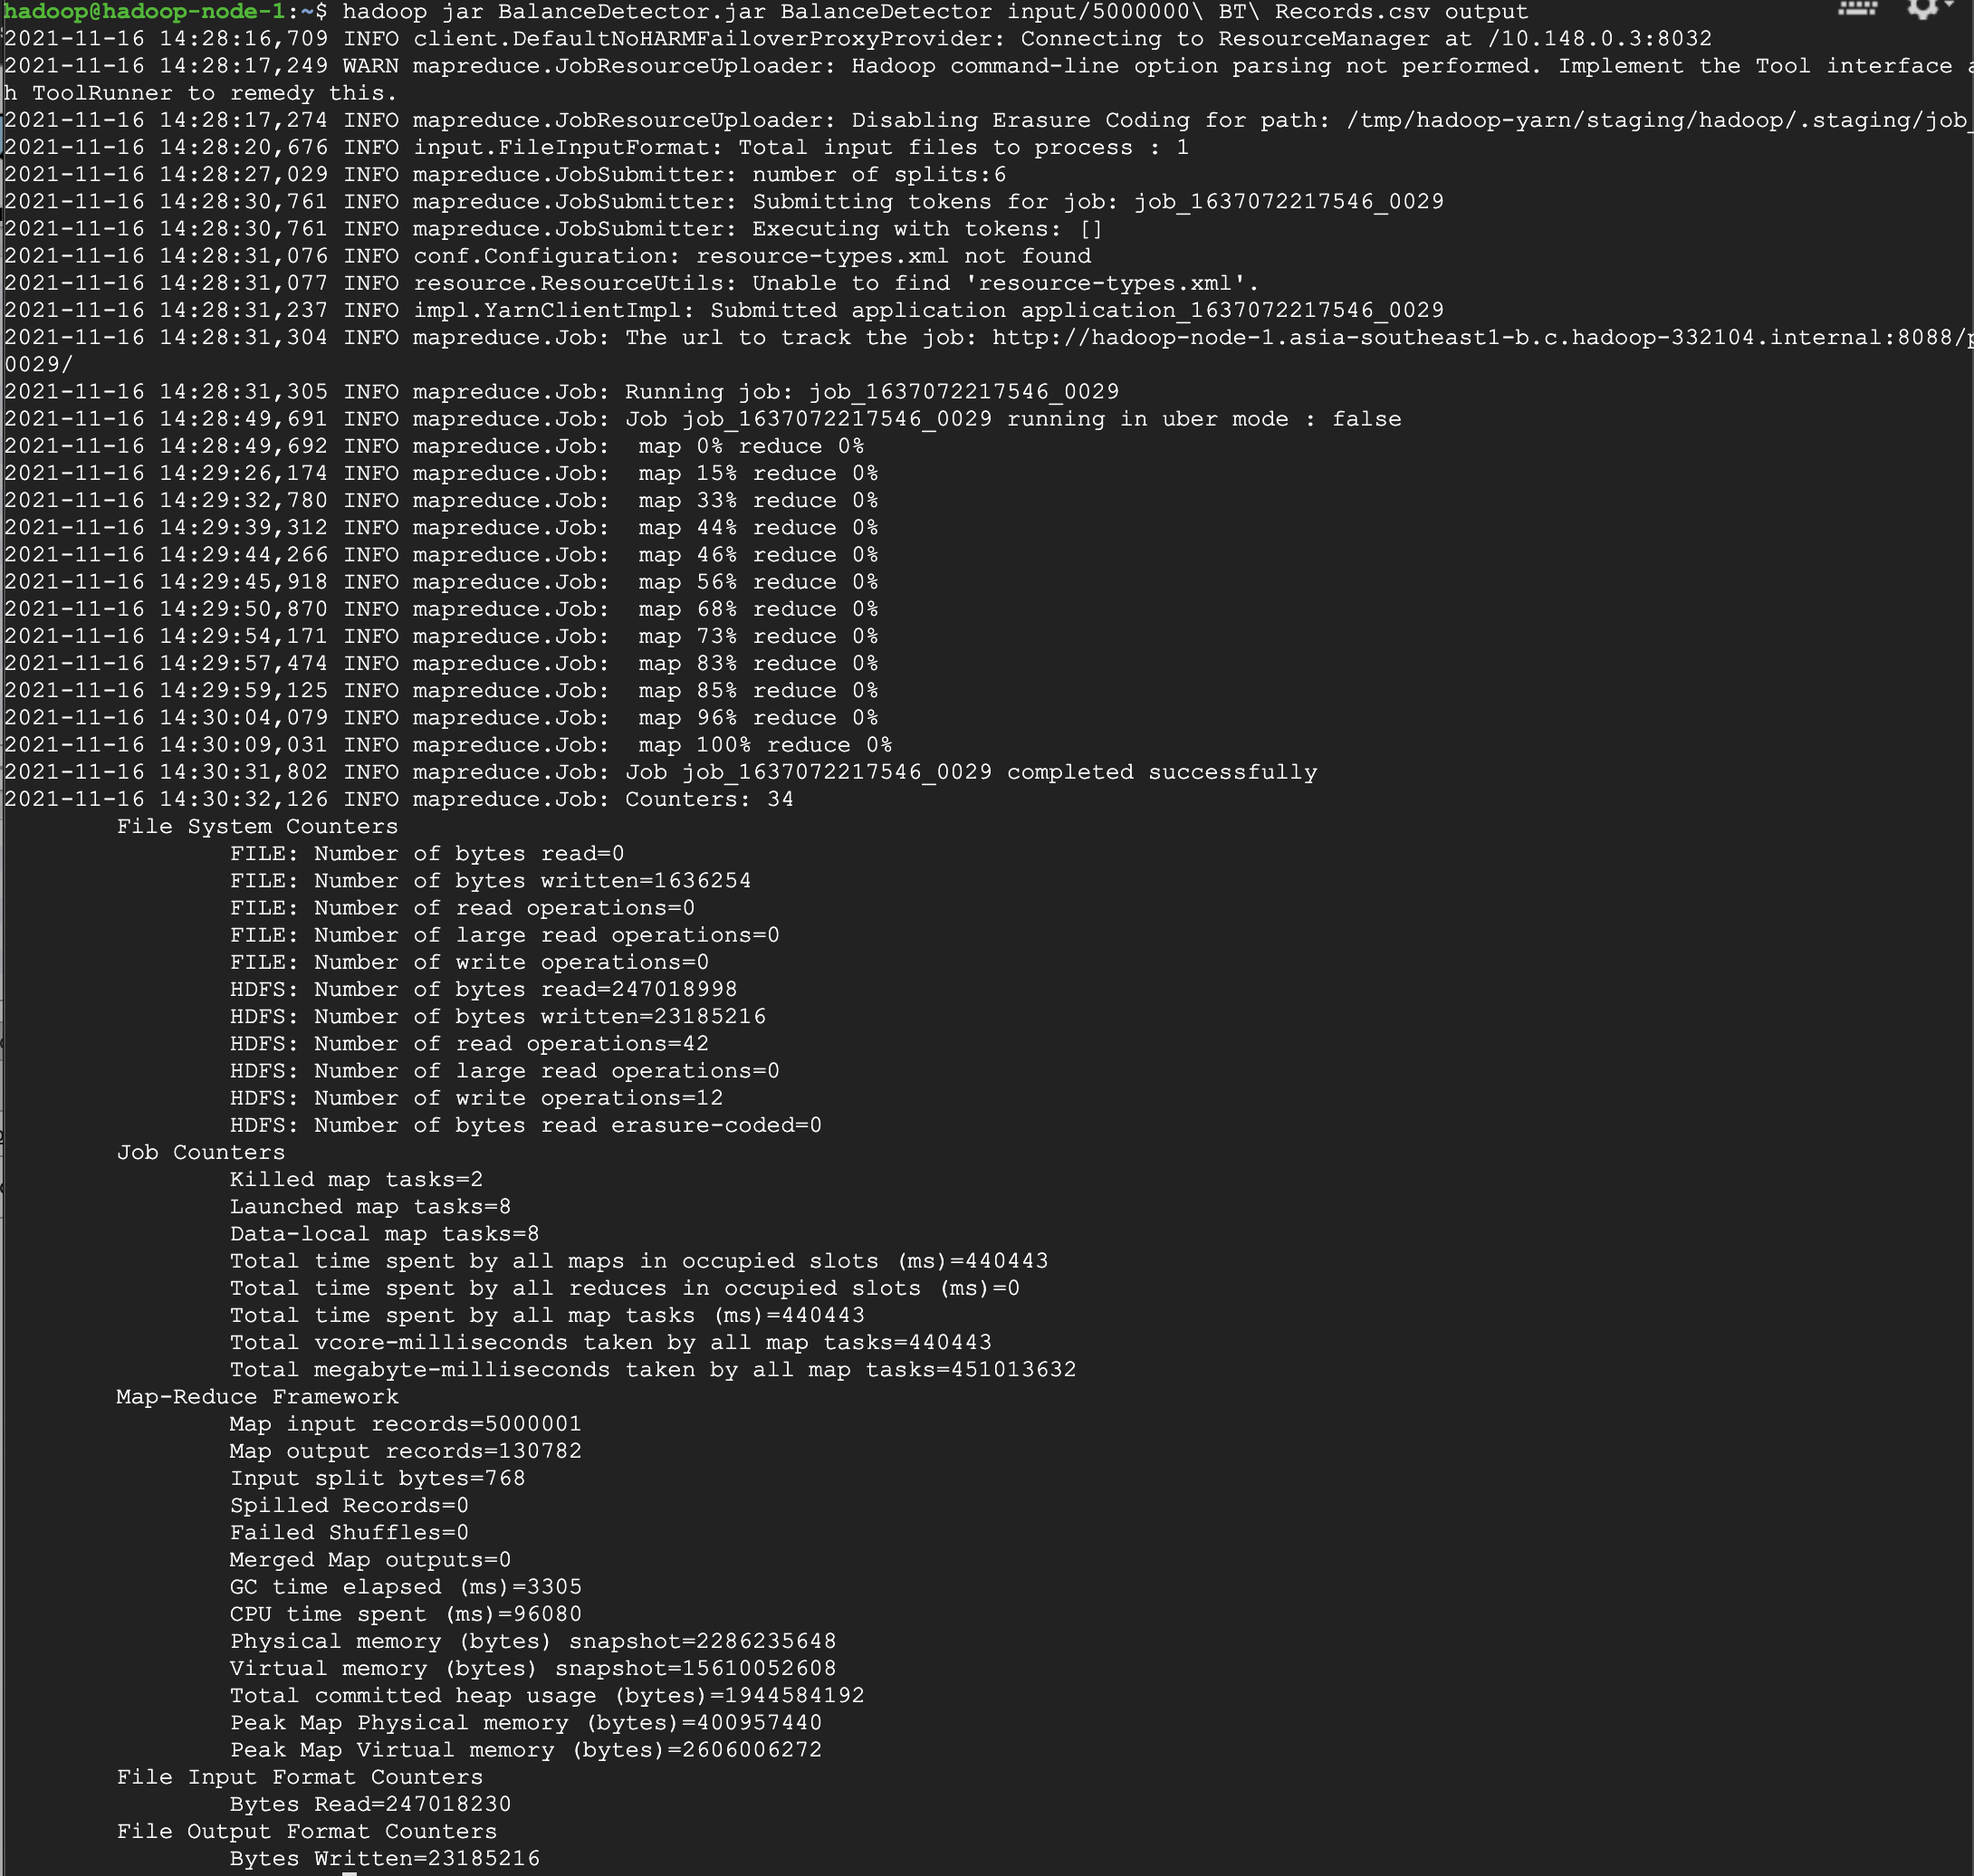 hadoop@hadoop-node-1:~$ hadoop jar BalanceDetector.jar BalanceDetector input/5000000\ BT\ Records.csv output
2021-11-16 14:28:16,709 INFO client.DefaultNoHARMFailoverProxyProvider: Connecting to ResourceManager at /10.148.0.3:8032
2021-11-16 14:28:17,249 WARN mapreduce.JobResourceUploader: Hadoop command-line option parsing not performed. Implement the Tool interface a
h ToolRunner to remedy this.
2021-11-16 14:28:17,274 INFO mapreduce.JobResourceUploader: Disabling Erasure Coding for path: /tmp/hadoop-yarn/staging/hadoop/.staging/job_
2021-11-16 14:28:20,676 INFO input.FileInputFormat: Total input files to process : 1
2021-11-16 14:28:27,029 INFO mapreduce.JobSubmitter: number of splits:6
2021-11-16 14:28:30,761 INFO mapreduce.JobSubmitter: Submitting tokens for job: job_1637072217546_0029
2021-11-16 14:28:30,761 INFO mapreduce.JobSubmitter: Executing with tokens: []
2021-11-16 14:28:31,076 INFO conf.Configuration: resource-types.xml not found
2021-11-16 14:28:31,077 INFO resource.ResourceUtils: Unable to find 'resource-types.xml'.
2021-11-16 14:28:31,237 INFO impl.YarnClientImpl: Submitted application application_1637072217546_0029
2021-11-16 14:28:31,304 INFO mapreduce.Job: The url to track the job: http://hadoop-node-1.asia-southeast1-b.c.hadoop-332104.internal:8088/p
0029/
2021-11-16 14:28:31,305 INFO mapreduce.Job: Running job: job_1637072217546_0029
2021-11-16 14:28:49,691 INFO mapreduce.Job: Job job_1637072217546_0029 running in uber mode : false
2021-11-16 14:28:49,692 INFO mapreduce.Job:  map 0% reduce 0%
2021-11-16 14:29:26,174 INFO mapreduce.Job:  map 15% reduce 0%
2021-11-16 14:29:32,780 INFO mapreduce.Job:  map 33% reduce 0%
2021-11-16 14:29:39,312 INFO mapreduce.Job:  map 44% reduce 0%
2021-11-16 14:29:44,266 INFO mapreduce.Job:  map 46% reduce 0%
2021-11-16 14:29:45,918 INFO mapreduce.Job:  map 56% reduce 0%
2021-11-16 14:29:50,870 INFO mapreduce.Job:  map 68% reduce 0%
2021-11-16 14:29:54,171 INFO mapreduce.Job:  map 73% reduce 0%
2021-11-16 14:29:57,474 INFO mapreduce.Job:  map 83% reduce 0%
2021-11-16 14:29:59,125 INFO mapreduce.Job:  map 85% reduce 0%
2021-11-16 14:30:04,079 INFO mapreduce.Job:  map 96% reduce 0%
2021-11-16 14:30:09,031 INFO mapreduce.Job:  map 100% reduce 0%
2021-11-16 14:30:31,802 INFO mapreduce.Job: Job job_1637072217546_0029 completed successfully
2021-11-16 14:30:32,126 INFO mapreduce.Job: Counters: 34
File System Counters
FILE: Number of bytes read=0
FILE: Number of bytes written=1636254
FILE: Number of read operations=0
FILE: Number of large read operations=0
FILE: Number of write operations=0
HDFS: Number of bytes read=247018998
HDFS: Number of bytes written=23185216
HDFS: Number of read operations=42
HDFS: Number of large read operations=0
HDFS: Number of write operations=12
HDFS: Number of bytes read erasure-coded=0
Job Counters
Killed map tasks=2
Launched map tasks=8
Data-local map tasks=8
Total time spent by all maps in occupied slots (ms)=440443
Total time spent by all reduces in occupied slots (ms)=0
Total time spent by all map tasks (ms)=440443
Total vcore-milliseconds taken by all map tasks=440443
Total megabyte-milliseconds taken by all map tasks=451013632
Map-Reduce Framework
Map input records=5000001
Map output records=130782
Input split bytes=768
Spilled Records=0
Failed Shuffles=0
Merged Map outputs=0
GC time elapsed (ms)=3305
CPU time spent (ms)=96080
Physical memory (bytes) snapshot=2286235648
Virtual memory (bytes) snapshot=15610052608
Total committed heap usage (bytes)=1944584192
Peak Map Physical memory (bytes)=400957440
Peak Map Virtual memory (bytes)=2606006272
File Input Format Counters
Bytes Read=247018230
File Output Format Counters
Bytes Written=23185216